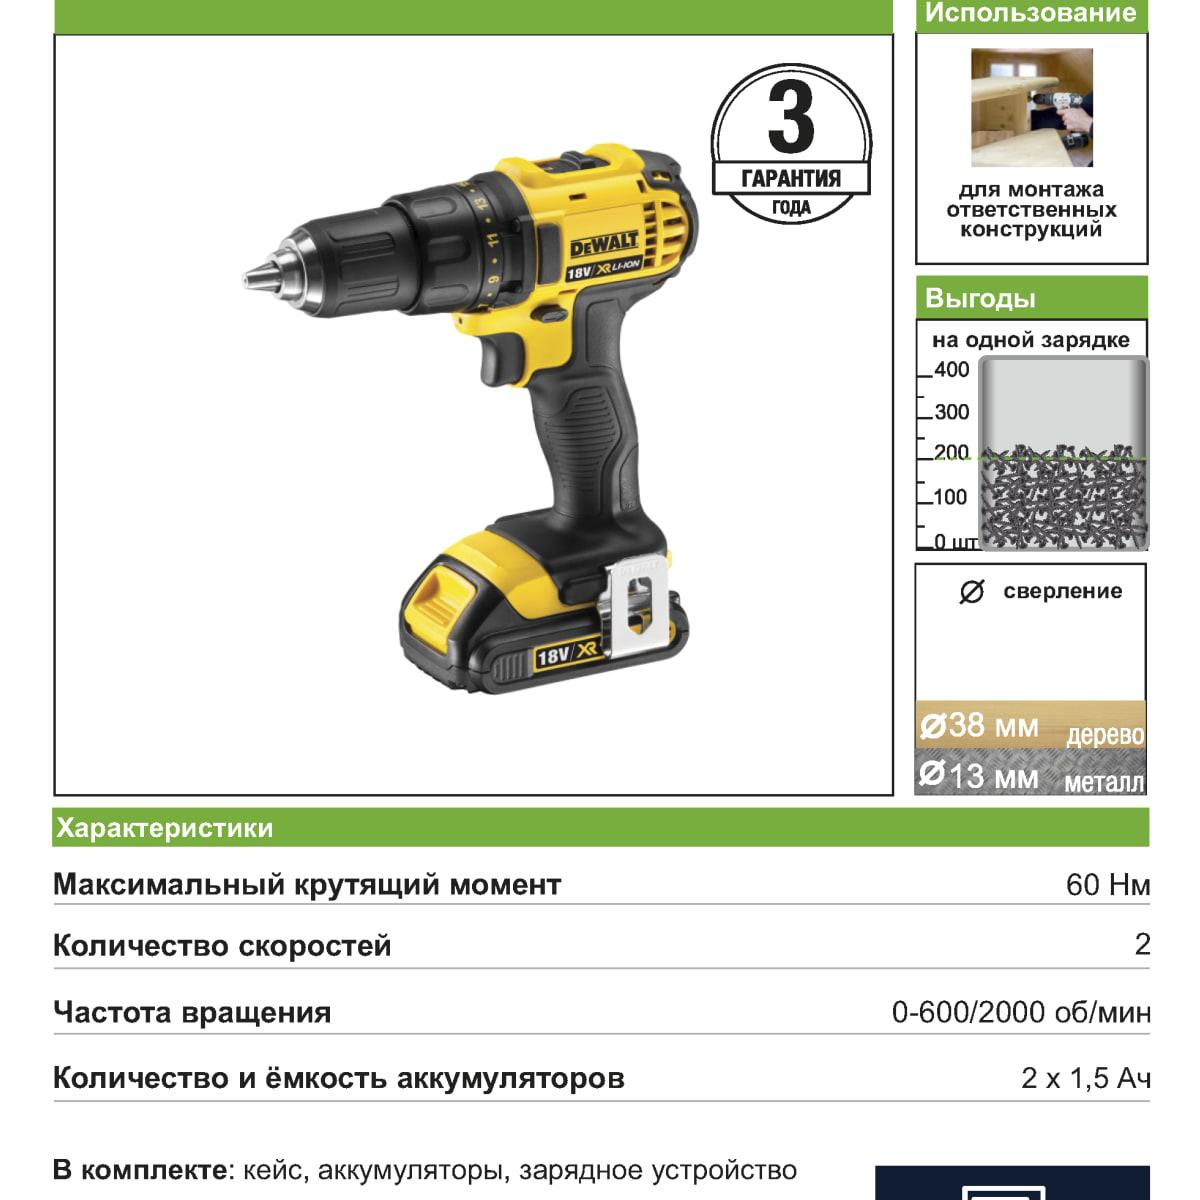 Использование
3
ГАРАНТИЯ
ГОДА
для монтажа
ответственных
конструкций
13
11
9
DEWALT
18V/XR LI-ION
18V/XR
Выгоды
на одной зарядке
400
300
200
100
0 шт
Ø сверление
Ø38 мм дерево
Ø13 мм металл
Характеристики
Максимальный крутящий момент 60 Нм
Количество скоростей 2
Частота вращения 0-600/2000 об/мин
Количество и ёмкость аккумуляторов 2 x 1,5 Ач
В комплекте: кейс, аккумуляторы, зарядное устройство